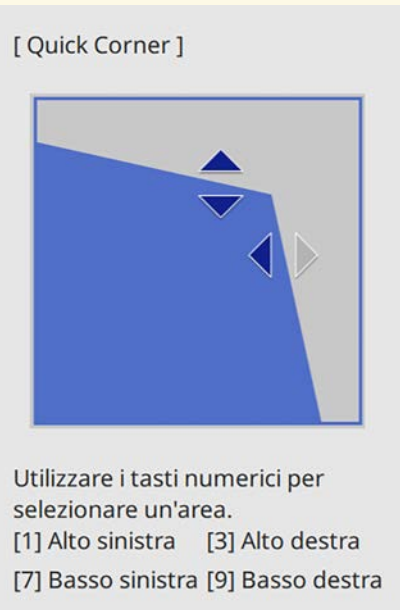 [ Quick Corner ]
Utilizzare i tasti numerici per
selezionare un'area.
[1] Alto sinistra [3] Alto destra
[7] Basso sinistra [9] Basso destra